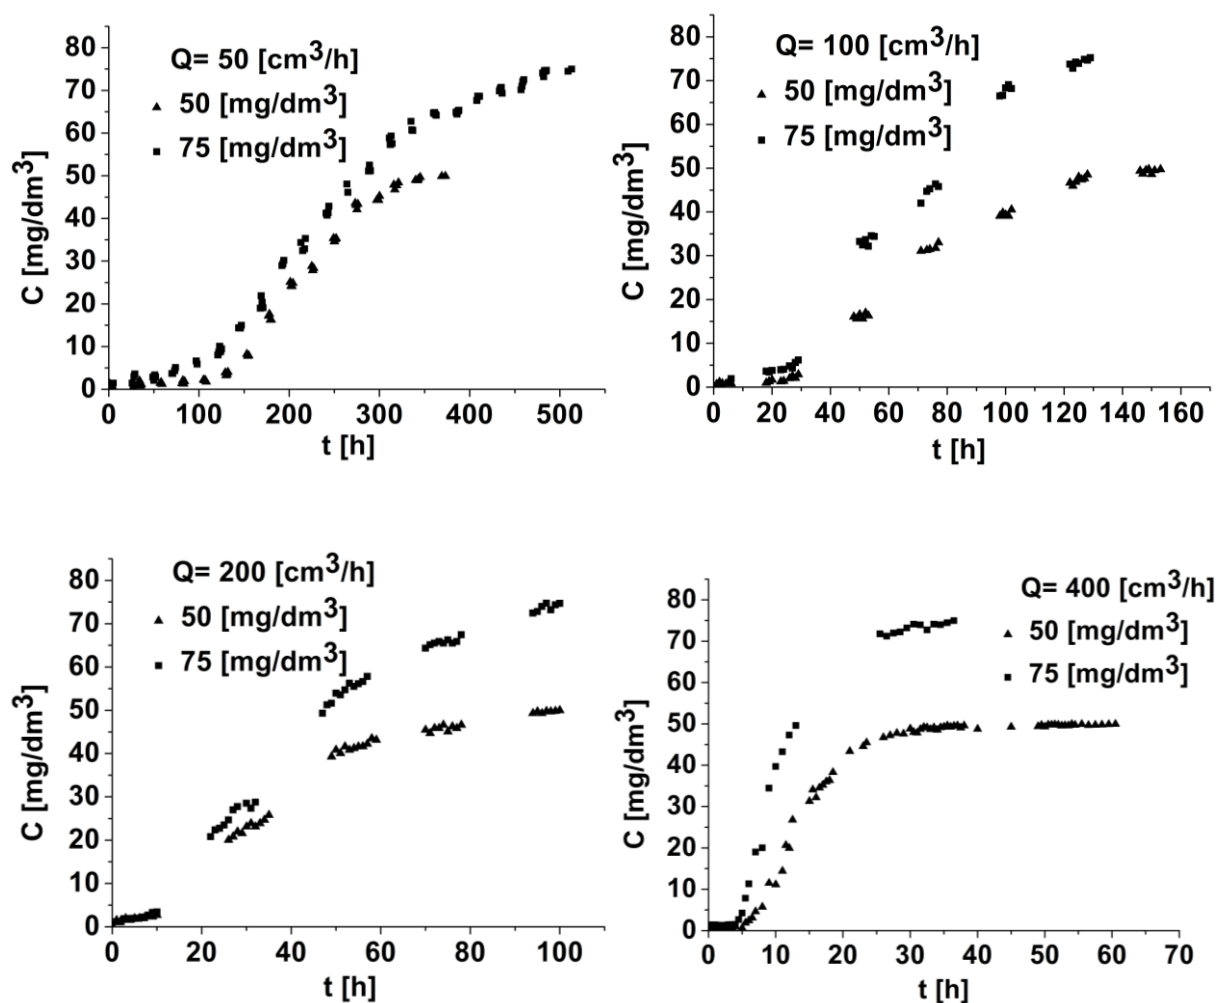 Q= 50 [cm³/h]
▲ 50 [mg/dm³]
■ 75 [mg/dm³]
C [mg/dm³]
80
70
60
50
40
30
20
10
0
0 100 200 300 400 500
t [h]
Q= 100 [cm³/h]
▲ 50 [mg/dm³]
■ 75 [mg/dm³]
C [mg/dm³]
80
70
60
50
40
30
20
10
0
0 20 40 60 80 100 120 140 160
t [h]
Q= 200 [cm³/h]
▲ 50 [mg/dm³]
■ 75 [mg/dm³]
C [mg/dm³]
80
70
60
50
40
30
20
10
0
0 20 40 60 80 100
t [h]
Q= 400 [cm³/h]
▲ 50 [mg/dm³]
■ 75 [mg/dm³]
C [mg/dm³]
80
70
60
50
40
30
20
10
0
0 10 20 30 40 50 60 70
t [h]